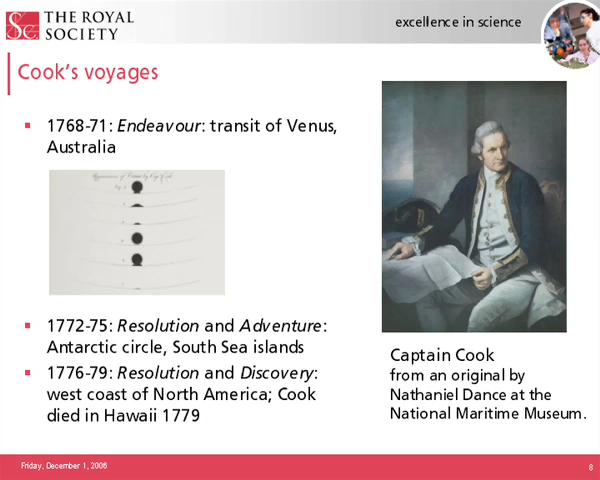 THE ROYAL
SOCIETY
excellence in science
Cook's voyages
1768-71: Endeavour: transit of Venus,
Australia
1772-75: Resolution and Adventure:
Antarctic circle, South Sea islands
1776-79: Resolution and Discovery:
west coast of North America; Cook
died in Hawaii 1779
Captain Cook
from an original by
Nathaniel Dance at the
National Maritime Museum.
Friday, December 1, 2006
8